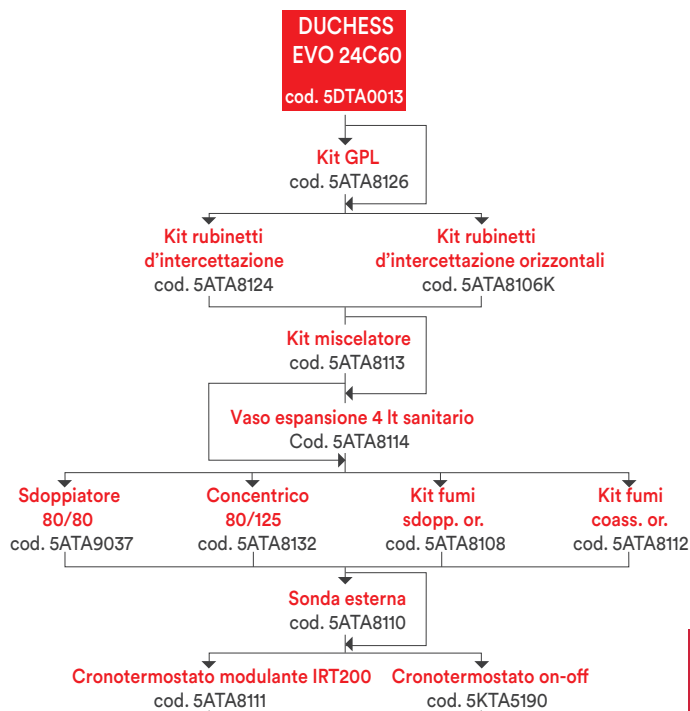 DUCHESS
EVO 24C60
cod. 5DTA0013
Kit GPL
cod. 5ATA8126
Kit rubinetti
d'intercettazione
cod. 5ATA8124
Kit rubinetti
d'intercettazione orizzontali
cod. 5ATA8106K
Kit miscelatore
cod. 5ATA8113
Vaso espansione 4 lt sanitario
Cod. 5ATA8114
Sdoppiatore
80/80
cod. 5ATA9037
Concentrico
80/125
cod. 5ATA8132
Kit fumi
sdopp. or.
cod. 5ATA8108
Kit fumi
coass. or.
cod. 5ATA8112
Sonda esterna
cod. 5ATA8110
Cronotermostato modulante IRT200
cod. 5ATA8111
Cronotermostato on-off
cod. 5KTA5190